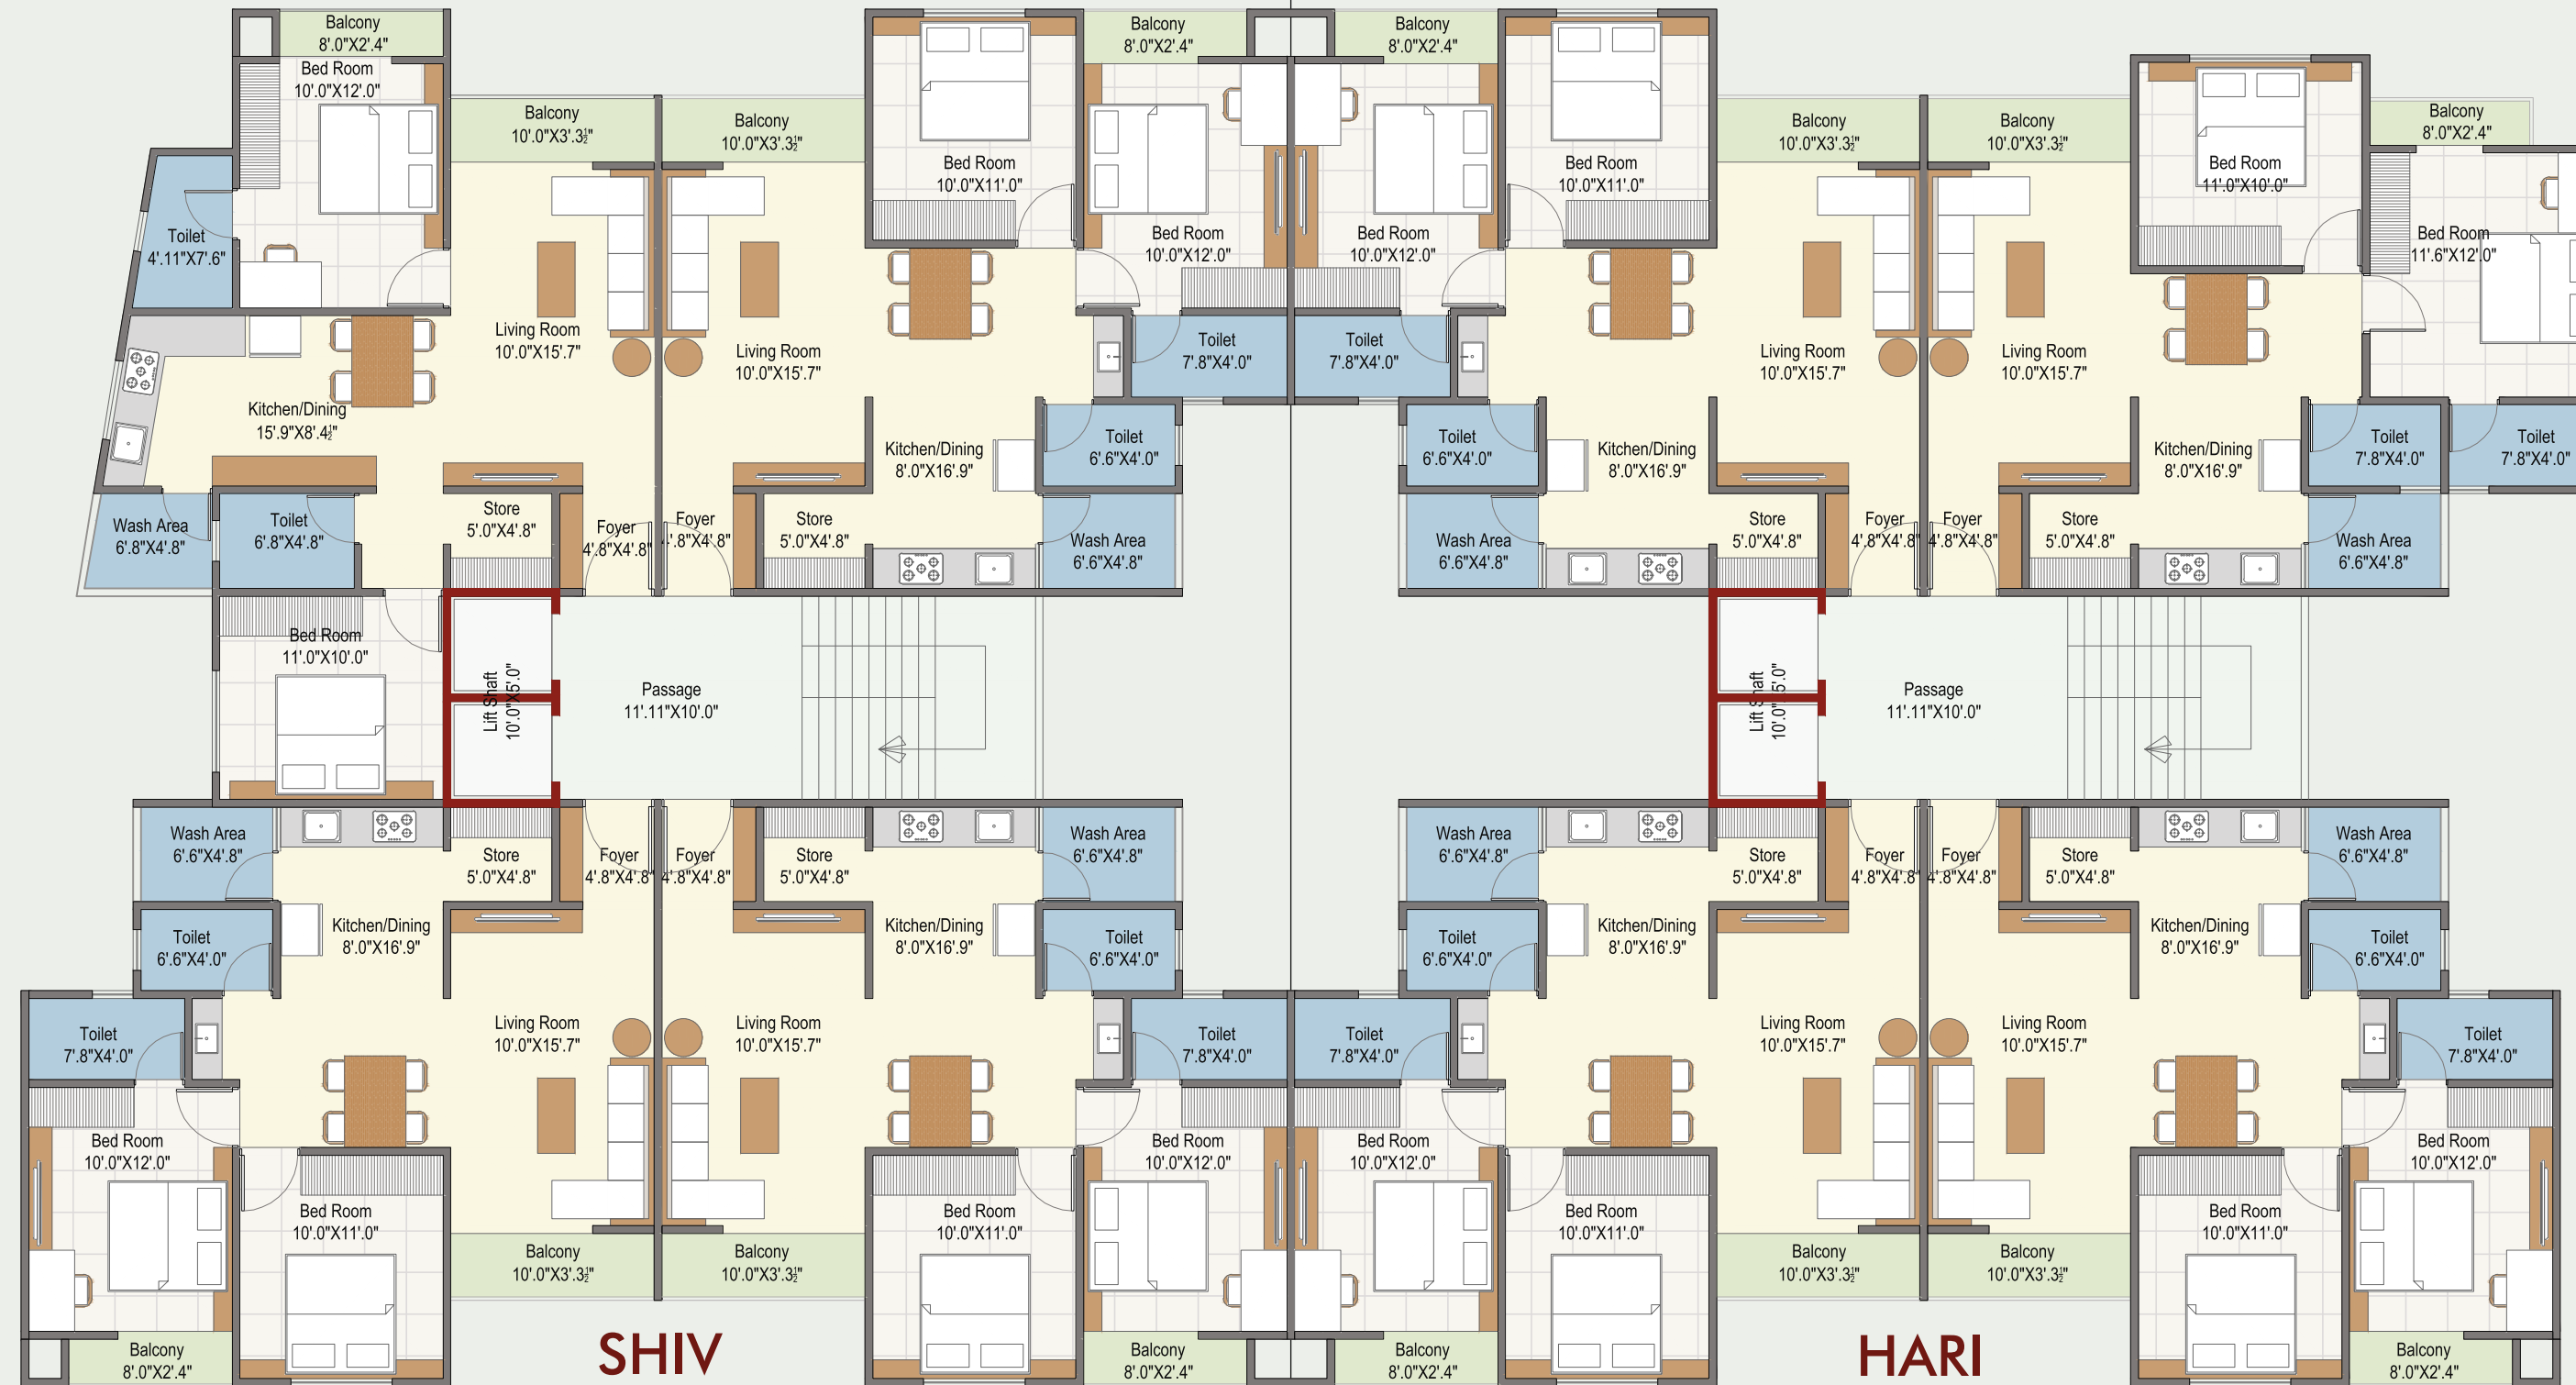 Balcony
8'.0"X2'.4"
Bed Room
10'.0"X12'.0"
Balcony
10'.0"X3'.3½"
Toilet
4'.11"X7'.6"
Living Room
10'.0"X15'.7"
Kitchen/Dining
15'.9"X8'.4½"
Wash Area
6'.8"X4'.8"
Toilet
6'.8"X4'.8"
Store
5'.0"X4'.8"
Foyer
4'.8"X4'.8"
Bed Room
11'.0"X10'.0"
Balcony
10'.0"X3'.3½"
Bed Room
10'.0"X11'.0"
Balcony
8'.0"X2'.4"
Bed Room
10'.0"X12'.0"
Living Room
10'.0"X15'.7"
Toilet
7'.8"X4'.0"
Kitchen/Dining
8'.0"X16'.9"
Toilet
6'.6"X4'.0"
Foyer
4'.8"X4'.8"
Store
5'.0"X4'.8"
Wash Area
6'.6"X4'.8"
Balcony
8'.0"X2'.4"
Bed Room
10'.0"X12'.0"
Bed Room
10'.0"X11'.0"
Balcony
10'.0"X3'.3½"
Toilet
7'.8"X4'.0"
Living Room
10'.0"X15'.7"
Toilet
6'.6"X4'.0"
Kitchen/Dining
8'.0"X16'.9"
Wash Area
6'.6"X4'.8"
Store
5'.0"X4'.8"
Foyer
4'.8"X4'.8"
Balcony
10'.0"X3'.3½"
Bed Room
11'.0"X10'.0"
Balcony
8'.0"X2'.4"
Bed Room
11'.6"X12'.0"
Living Room
10'.0"X15'.7"
Kitchen/Dining
8'.0"X16'.9"
Toilet
7'.8"X4'.0"
Toilet
7'.8"X4'.0"
Foyer
4'.8"X4'.8"
Store
5'.0"X4'.8"
Wash Area
6'.6"X4'.8"
Lift Shaft
10'.0"X5'.0"
Passage
11'.11"X10'.0"
Lift Shaft
10'.0"X5'.0"
Passage
11'.11"X10'.0"
Wash Area
6'.6"X4'.8"
Store
5'.0"X4'.8"
Foyer
4'.8"X4'.8"
Toilet
6'.6"X4'.0"
Kitchen/Dining
8'.0"X16'.9"
Toilet
7'.8"X4'.0"
Living Room
10'.0"X15'.7"
Bed Room
10'.0"X12'.0"
Bed Room
10'.0"X11'.0"
Balcony
10'.0"X3'.3½"
Balcony
8'.0"X2'.4"
Foyer
4'.8"X4'.8"
Store
5'.0"X4'.8"
Wash Area
6'.6"X4'.8"
Kitchen/Dining
8'.0"X16'.9"
Toilet
6'.6"X4'.0"
Living Room
10'.0"X15'.7"
Toilet
7'.8"X4'.0"
Bed Room
10'.0"X12'.0"
Bed Room
10'.0"X11'.0"
Balcony
10'.0"X3'.3½"
Balcony
8'.0"X2'.4"
Wash Area
6'.6"X4'.8"
Store
5'.0"X4'.8"
Foyer
4'.8"X4'.8"
Toilet
6'.6"X4'.0"
Kitchen/Dining
8'.0"X16'.9"
Toilet
7'.8"X4'.0"
Living Room
10'.0"X15'.7"
Bed Room
10'.0"X12'.0"
Bed Room
10'.0"X11'.0"
Balcony
10'.0"X3'.3½"
Balcony
8'.0"X2'.4"
Foyer
4'.8"X4'.8"
Store
5'.0"X4'.8"
Wash Area
6'.6"X4'.8"
Kitchen/Dining
8'.0"X16'.9"
Toilet
6'.6"X4'.0"
Living Room
10'.0"X15'.7"
Toilet
7'.8"X4'.0"
Bed Room
10'.0"X12'.0"
Bed Room
10'.0"X11'.0"
Balcony
10'.0"X3'.3½"
Balcony
8'.0"X2'.4"
SHIV
HARI